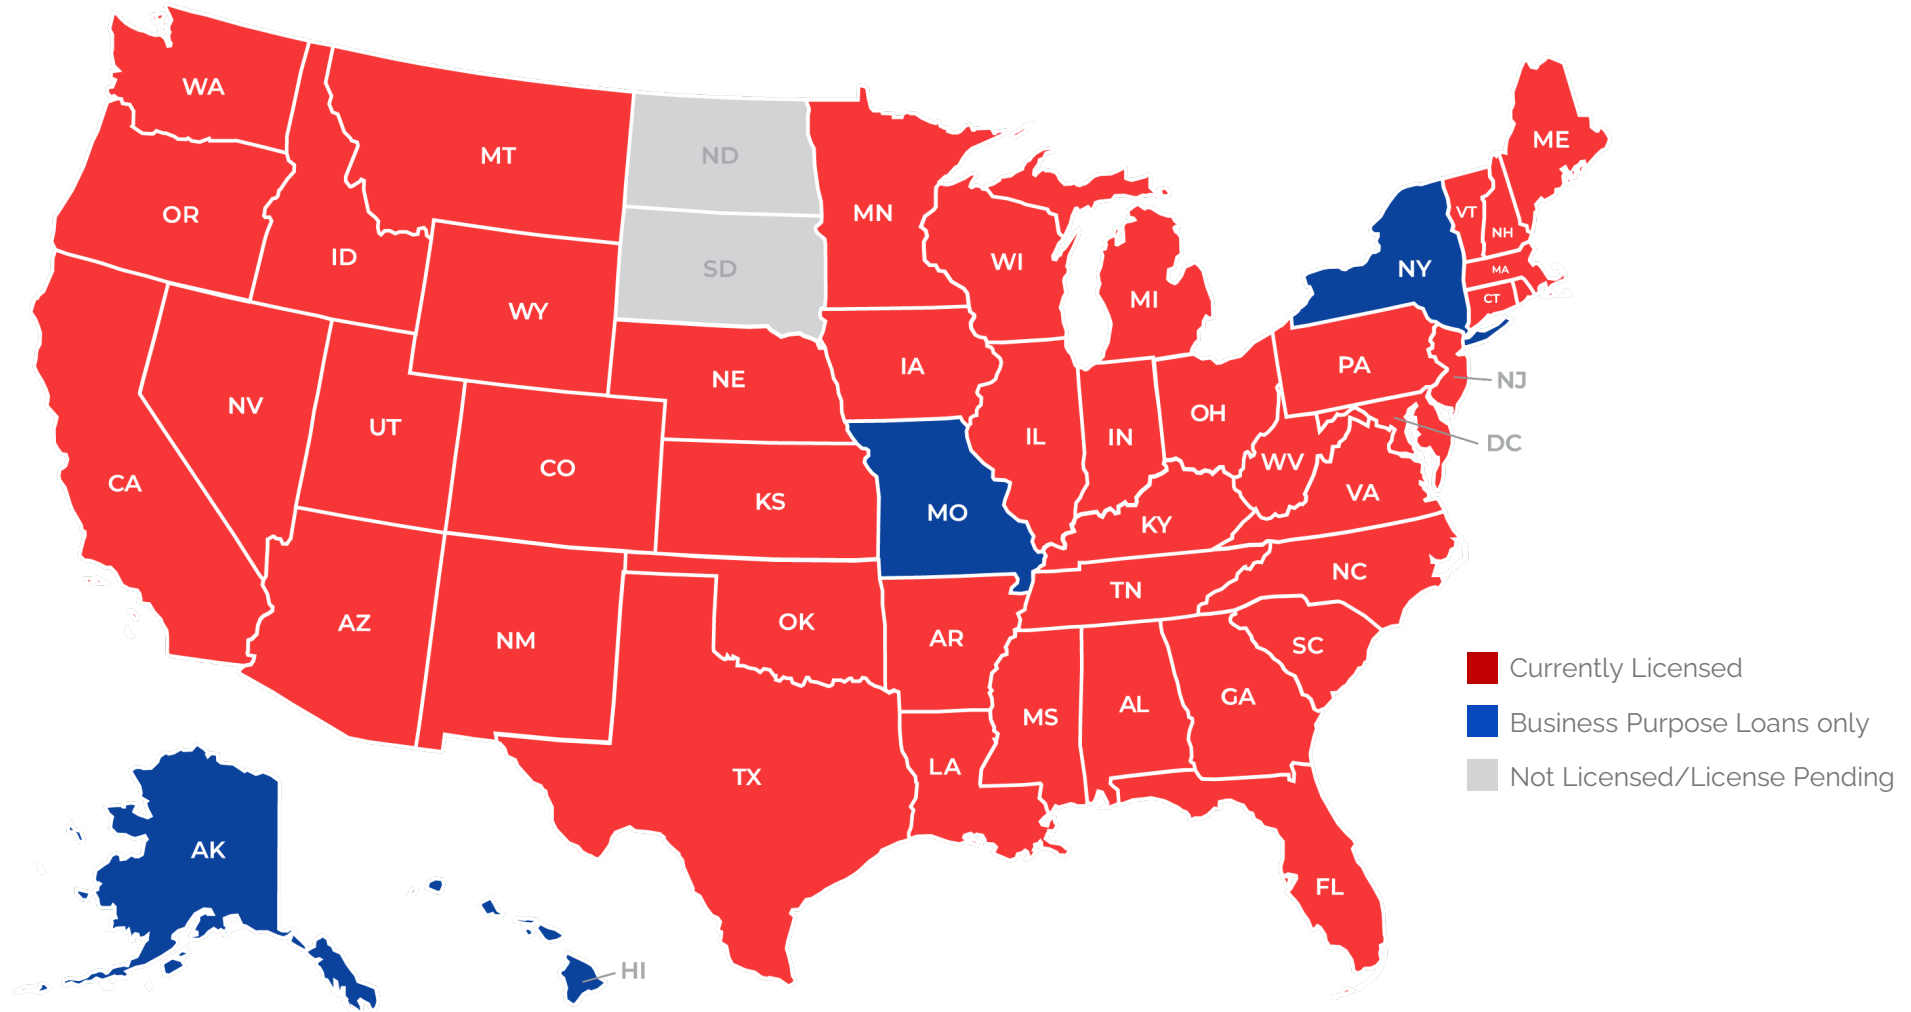 WA
MT
ND
ME
OR
MN
VT
NH
ID
SD
WI
NY
MA
WY
MI
CT
IA
PA
NE
NJ
NV
UT
OH
IL
IN
DC
CO
WV
CA
KS
MO
VA
KY
NC
TN
AZ
NM
OK
AR
SC
Currently Licensed
GA
MS
AL
Business Purpose Loans only
TX
LA
Not Licensed/License Pending
AK
FL
HI